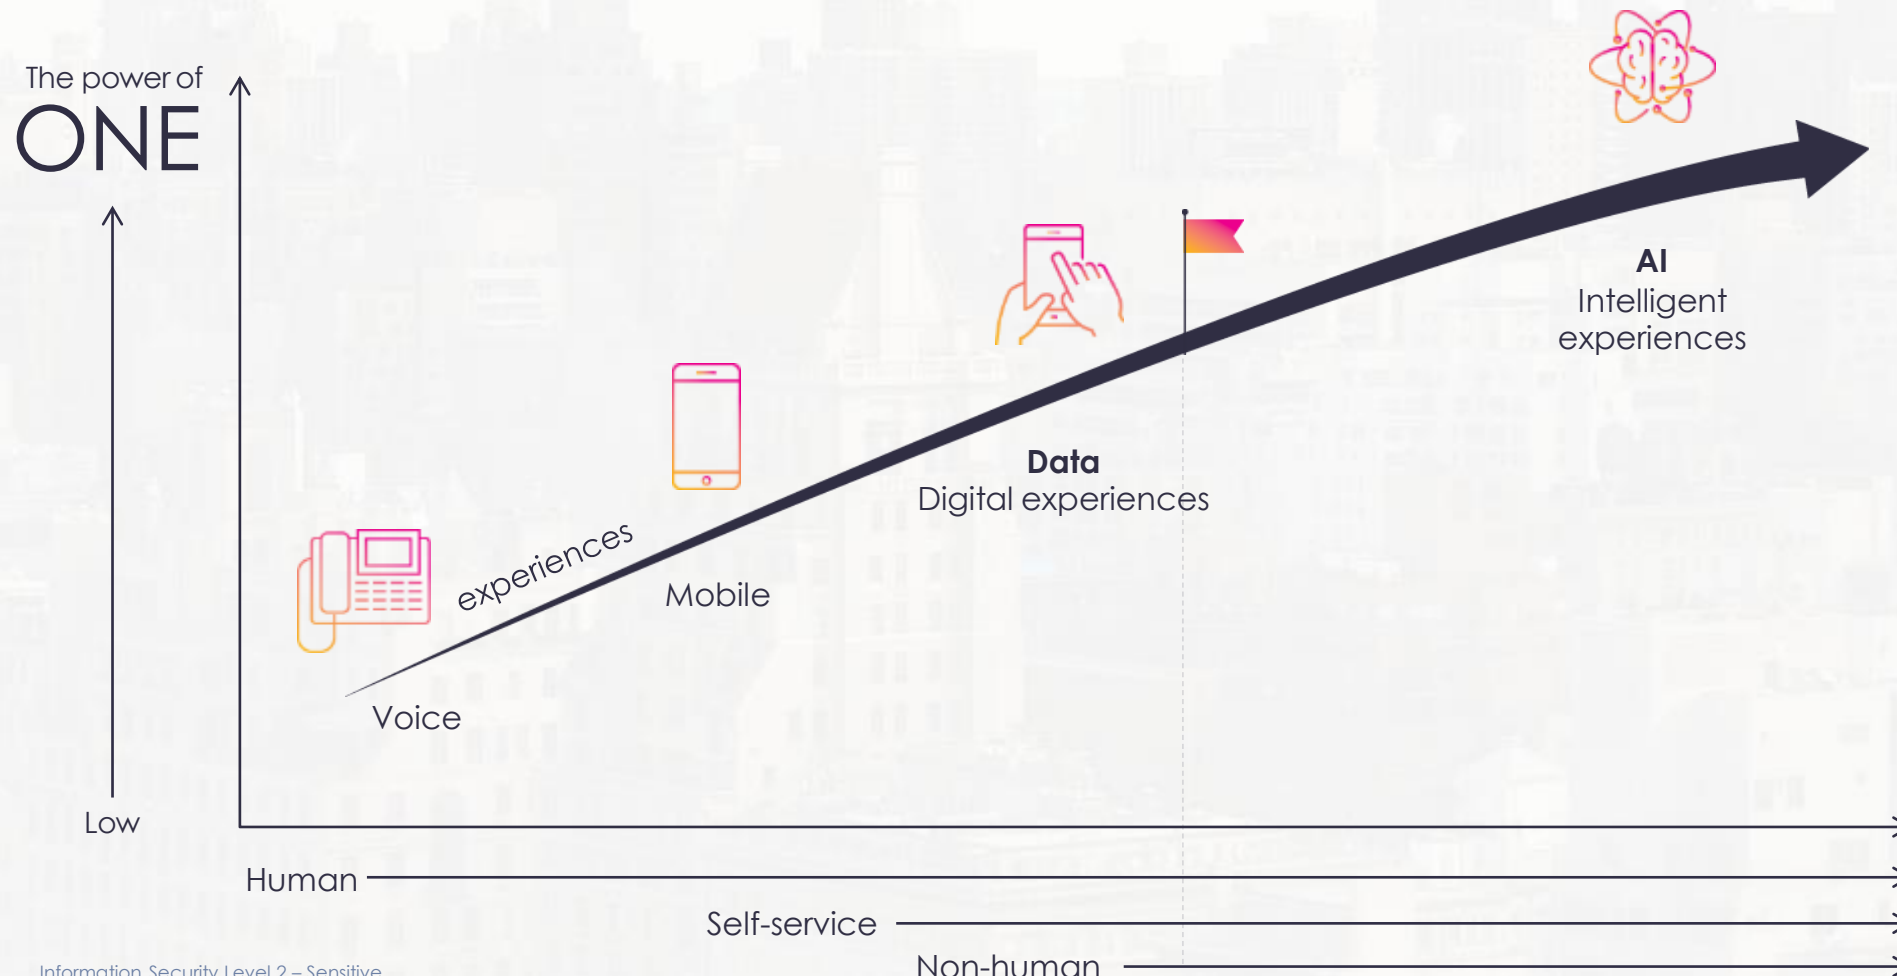 The power of
ONE
experiences
Voice
Mobile
Data
Digital experiences
AI
Intelligent
experiences
Low
Human
Self-service
Non-human
Information Security Level 2 – Sensitive